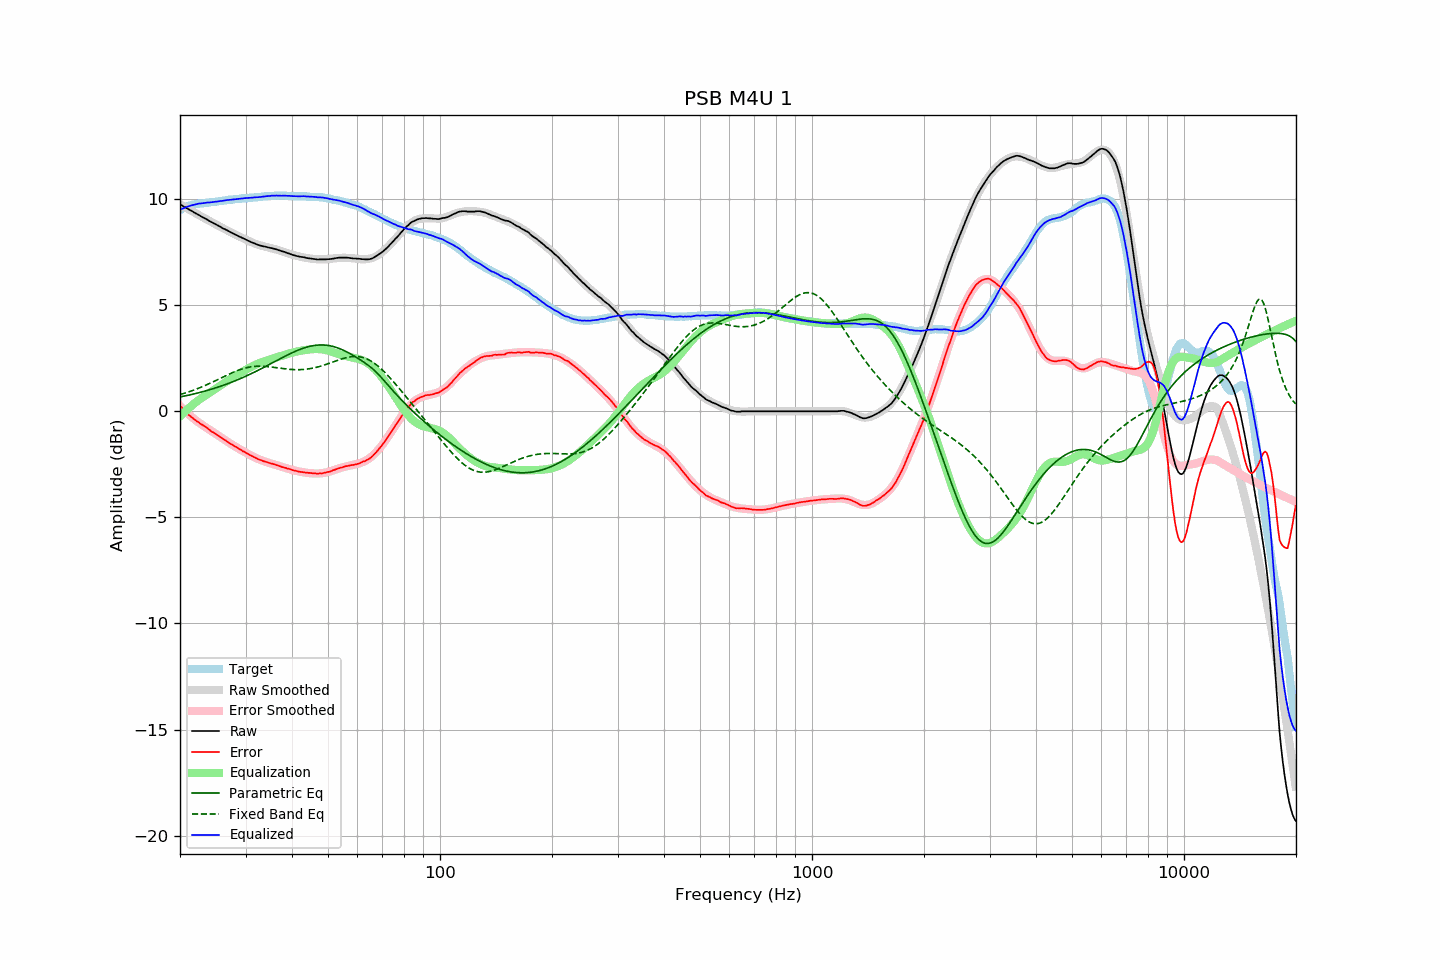 PSB M4U 1
Amplitude (dBr)
10
5
0
−5
−10
−15
−20
Target
Raw Smoothed
Error Smoothed
Raw
Error
Equalization
Parametric Eq
Fixed Band Eq
Equalized
100 1000 10000
Frequency (Hz)